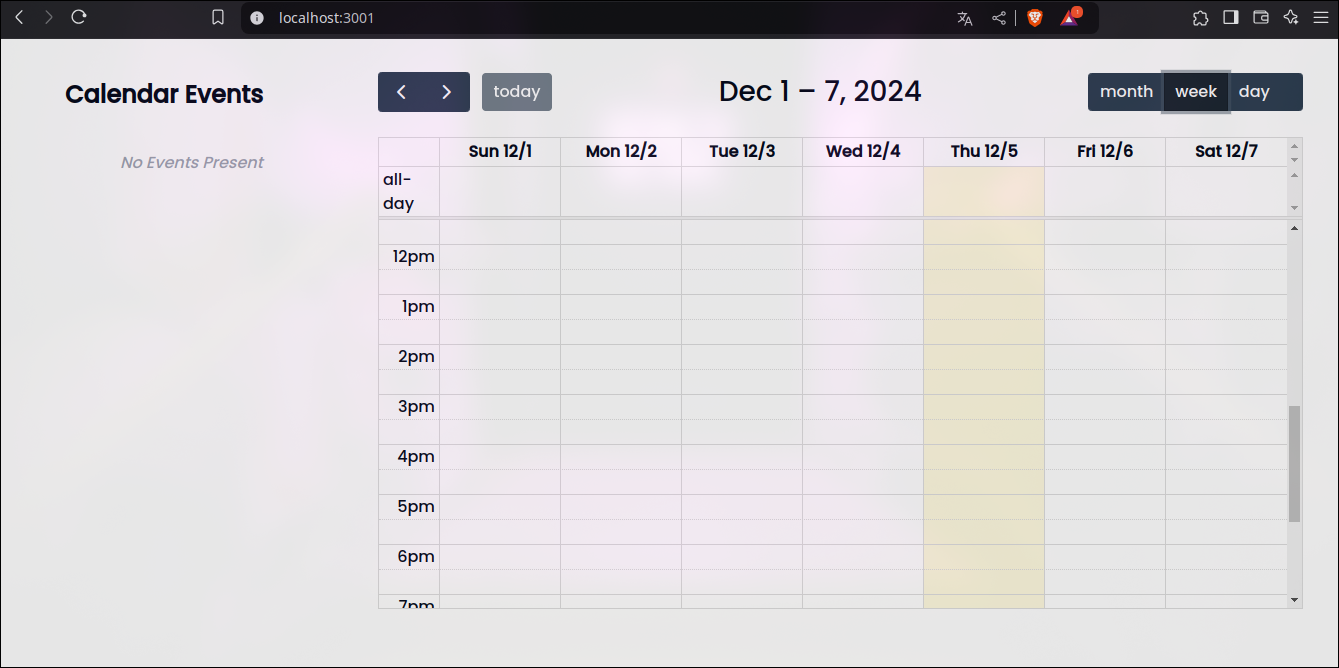 localhost:3001
Calendar Events
No Events Present
today
Dec 1 – 7, 2024
month week day
Sun 12/1 Mon 12/2 Tue 12/3 Wed 12/4 Thu 12/5 Fri 12/6 Sat 12/7
all-
day
12pm
1pm
2pm
3pm
4pm
5pm
6pm
7pm